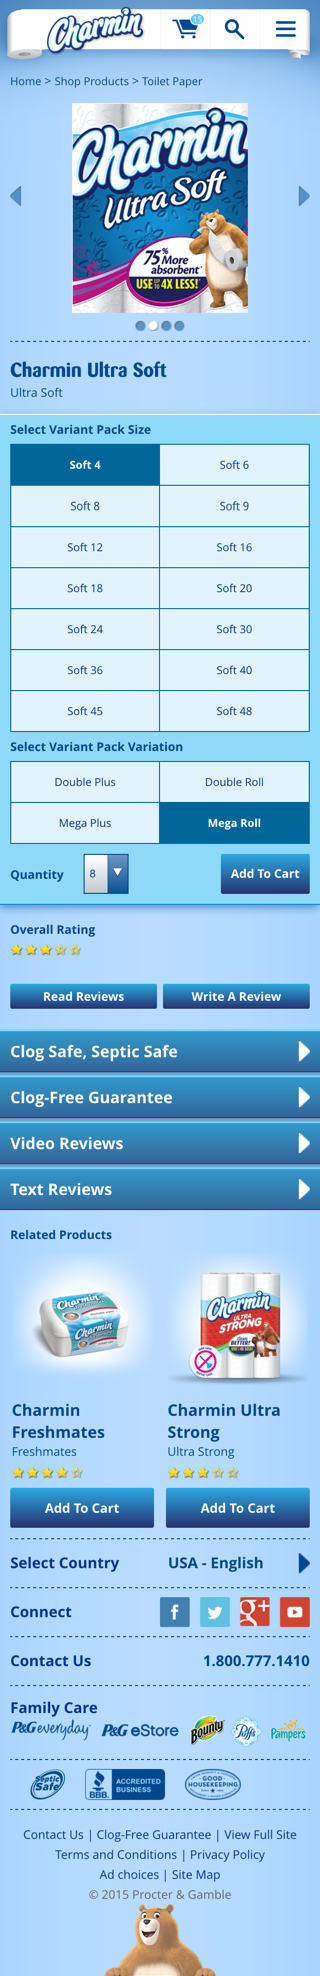 Charmin
15
Home > Shop Products > Toilet Paper
Charmin
Ultra Soft
75% More
absorbent*
USE UP TO 4X LESS!*
Charmin Ultra Soft
Ultra Soft
Select Variant Pack Size
Soft 4
Soft 6
Soft 8
Soft 9
Soft 12
Soft 16
Soft 18
Soft 20
Soft 24
Soft 30
Soft 36
Soft 40
Soft 45
Soft 48
Select Variant Pack Variation
Double Plus
Double Roll
Mega Plus
Mega Roll
Quantity
8
Add To Cart
Overall Rating
Read Reviews
Write A Review
Clog Safe, Septic Safe
Clog-Free Guarantee
Video Reviews
Text Reviews
Related Products
Charmin
Charmin
Charmin
ULTRA
STRONG
Charmin
Freshmates
Freshmates
Charmin Ultra
Strong
Ultra Strong
Add To Cart
Add To Cart
Select Country
USA - English
Connect
f
g+
Contact Us
1.800.777.1410
Family Care
P&G everyday
P&G eStore
Bounty
Puffs
Pampers
Septic
Safe
BBB.
ACCREDITED
BUSINESS
GOOD
HOUSEKEEPING
Contact Us | Clog-Free Guarantee | View Full Site
Terms and Conditions | Privacy Policy
Ad choices | Site Map
© 2015 Procter & Gamble